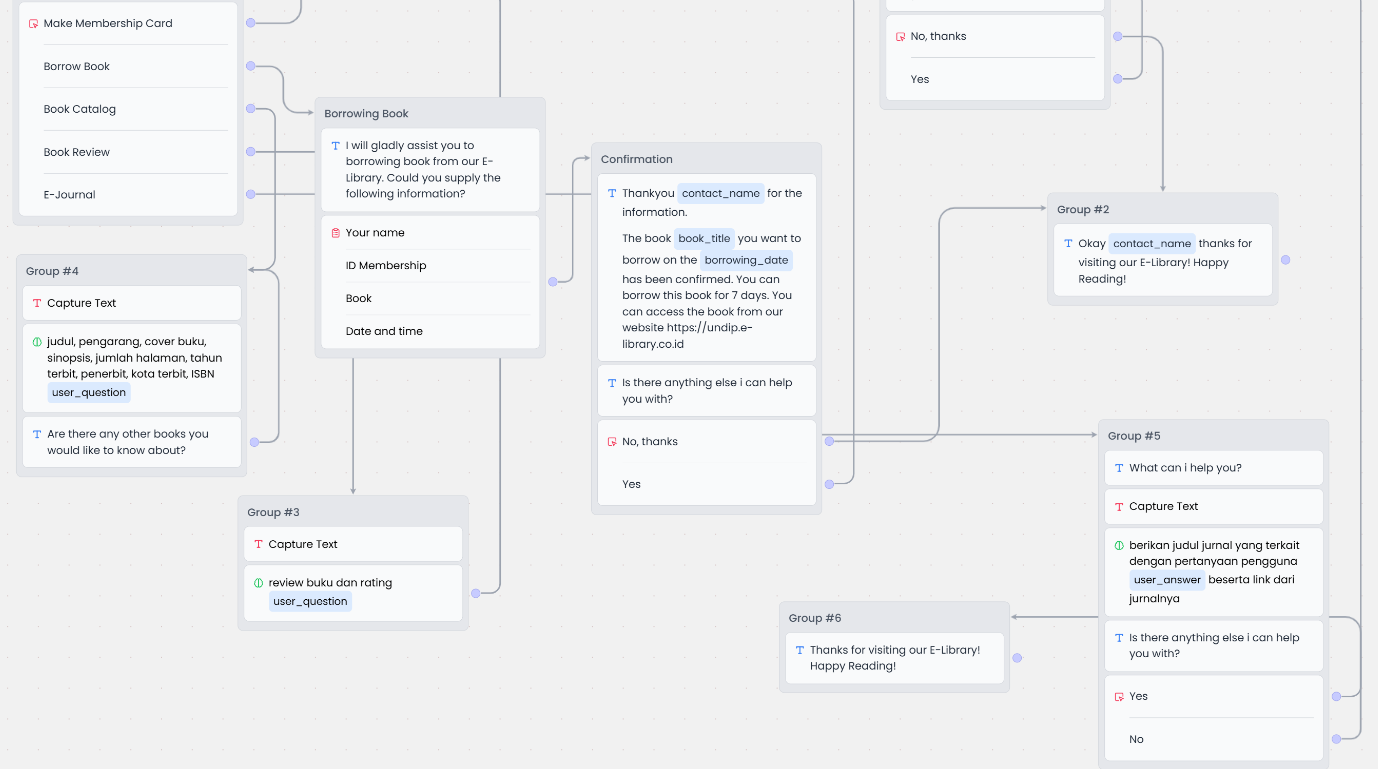 Make Membership Card
Borrow Book
Book Catalog
Book Review
E-Journal
Borrowing Book
I will gladly assist you to
borrowing book from our E-
Library. Could you supply the
following information?
Your name
ID Membership
Book
Date and time
Confirmation
Thankyou contact_name for the
information.
The book book_title you want to
borrow on the borrowing_date
has been confirmed. You can
borrow this book for 7 days. You
can access the book from our
website https://undip.e-
library.co.id
Is there anything else i can help
you with?
No, thanks
Yes
No, thanks
Yes
Group #2
Okay contact_name thanks for
visiting our E-Library! Happy
Reading!
Group #4
Capture Text
judul, pengarang, cover buku,
sinopsis, jumlah halaman, tahun
terbit, penerbit, kota terbit, ISBN
user_question
Are there any other books you
would like to know about?
Group #3
Capture Text
review buku dan rating
user_question
Group #5
What can i help you?
Capture Text
berikan judul jurnal yang terkait
dengan pertanyaan pengguna
user_answer beserta link dari
jurnalnya
Is there anything else i can help
you with?
Yes
No
Group #6
Thanks for visiting our E-Library!
Happy Reading!